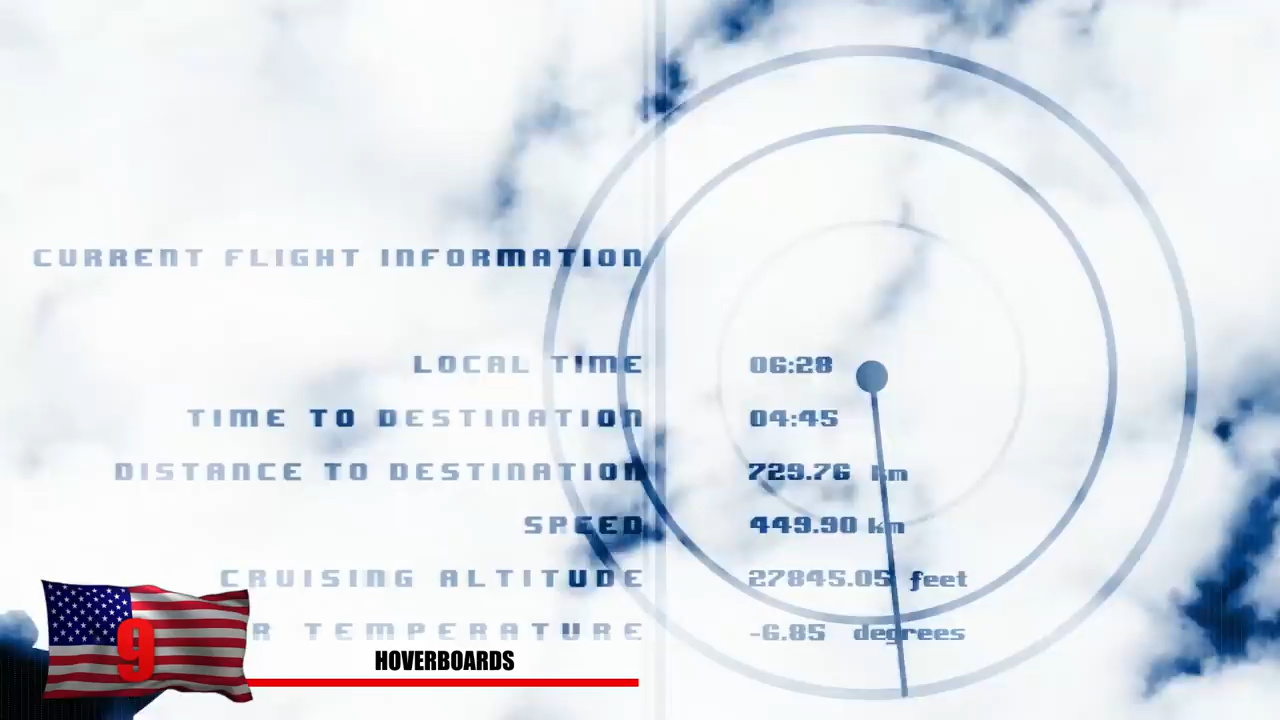 CURRENT FLIGHT INFORMATION
LOCAL TIME 06:28
TIME TO DESTINATION 04:45
DISTANCE TO DESTINATION 729.76 km
SPEED 449.90 km
CRUISING ALTITUDE 27845.05 feet
R TEMPERATURE -6.85 degrees
9
HOVERBOARDS